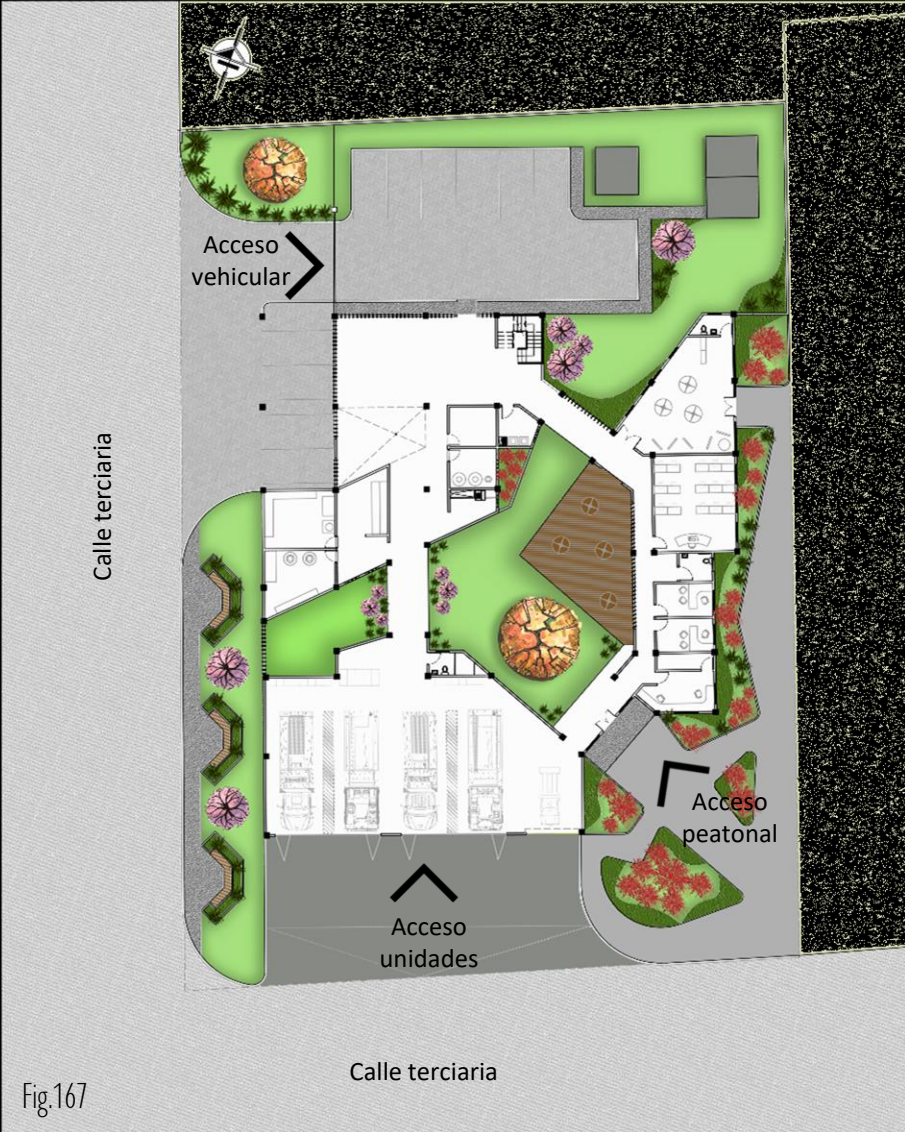 Acceso
vehicular
Calle terciaria
Acceso
peatonal
Acceso
unidades
Calle terciaria
Fig.167